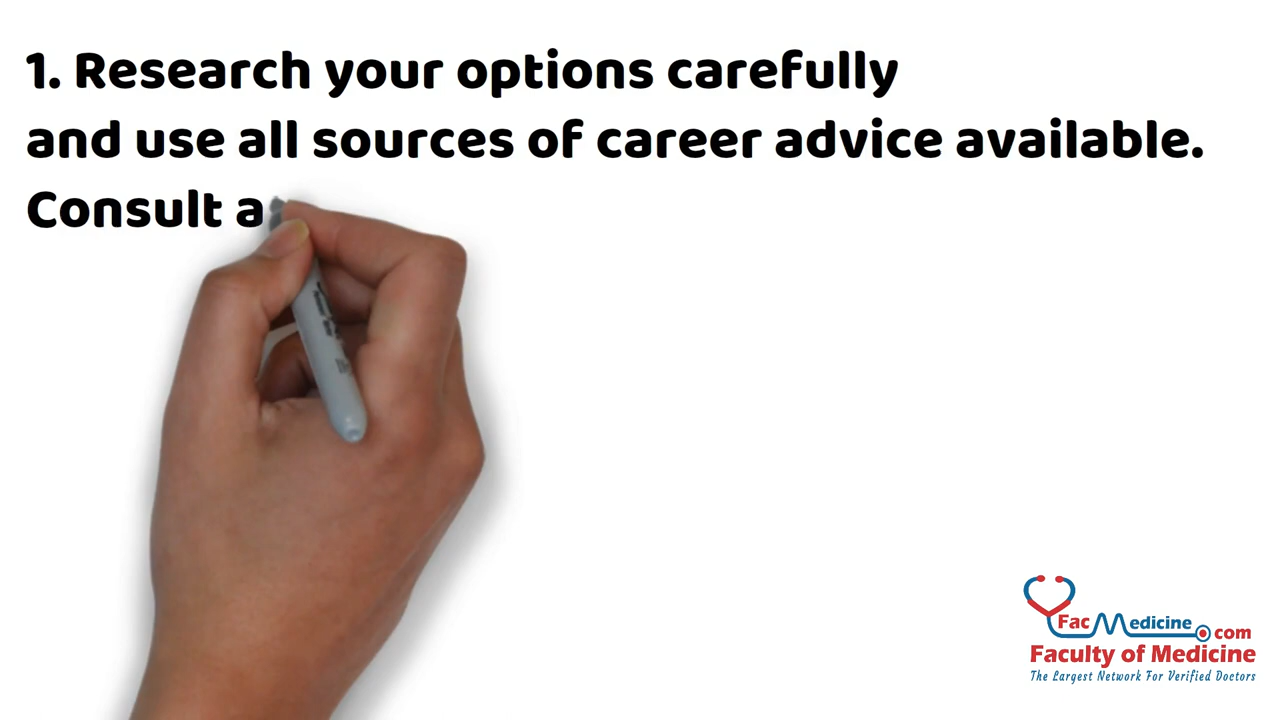 1. Research your options carefully
and use all sources of career advice available.
Consult a
FacMedicine.com
Faculty of Medicine
The Largest Network For Verified Doctors